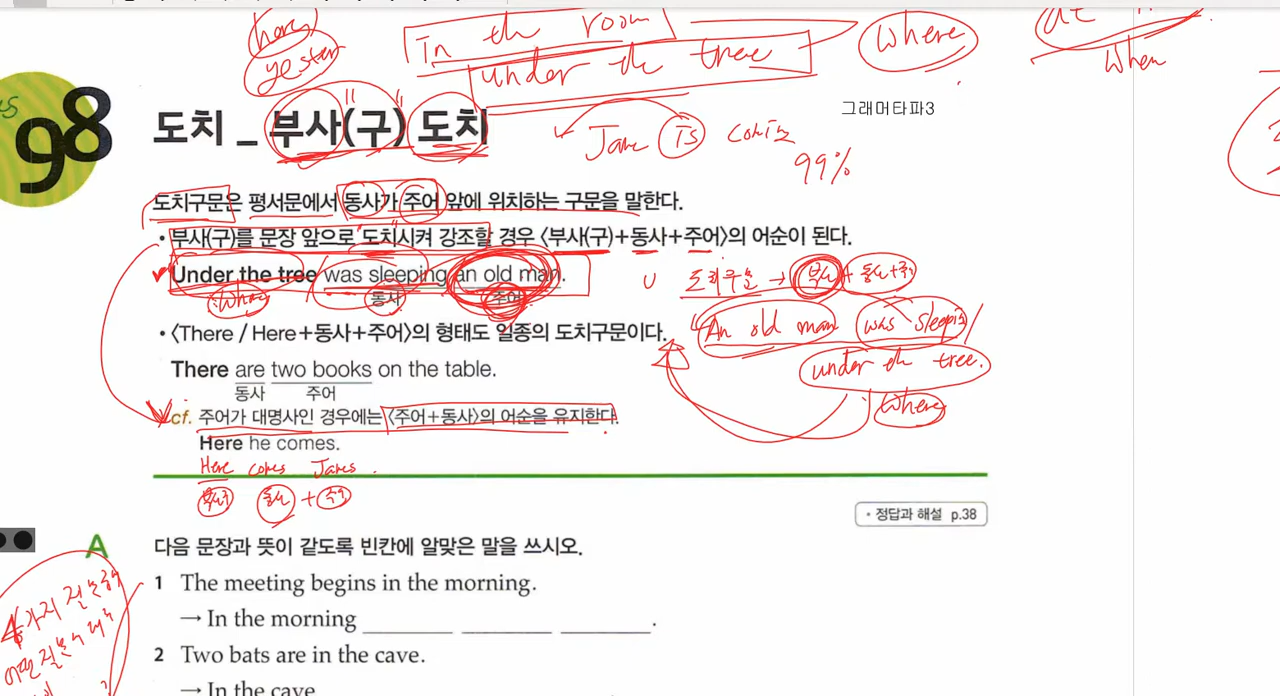 In the room
where
yester
under the tree
when
그래머타파3
98
도치 _ 부사(구) 도치
Jane is
99%
도치구문은 평서문에서 동사가 주어 앞에 위치하는 구문을 말한다.
• 부사(구)를 문장 앞으로 도치시켜 강조할 경우 〈부사(구)+동사+주어〉의 어순이 된다.
Under the tree was sleeping an old man.
동사 주어
An old man was sleeping
• 〈There / Here+동사+주어〉의 형태도 일종의 도치구문이다.
under the tree.
There are two books on the table.
동사 주어
where
cf. 주어가 대명사인 경우에는 〈주어+동사〉의 어순을 유지한다.
Here he comes.
Here comes James.
• 정답과 해설 p.38
A 다음 문장과 뜻이 같도록 빈칸에 알맞은 말을 쓰시오.
1 The meeting begins in the morning.
→ In the morning ________ ________ ________.
2 Two bats are in the cave.
→ In the cave